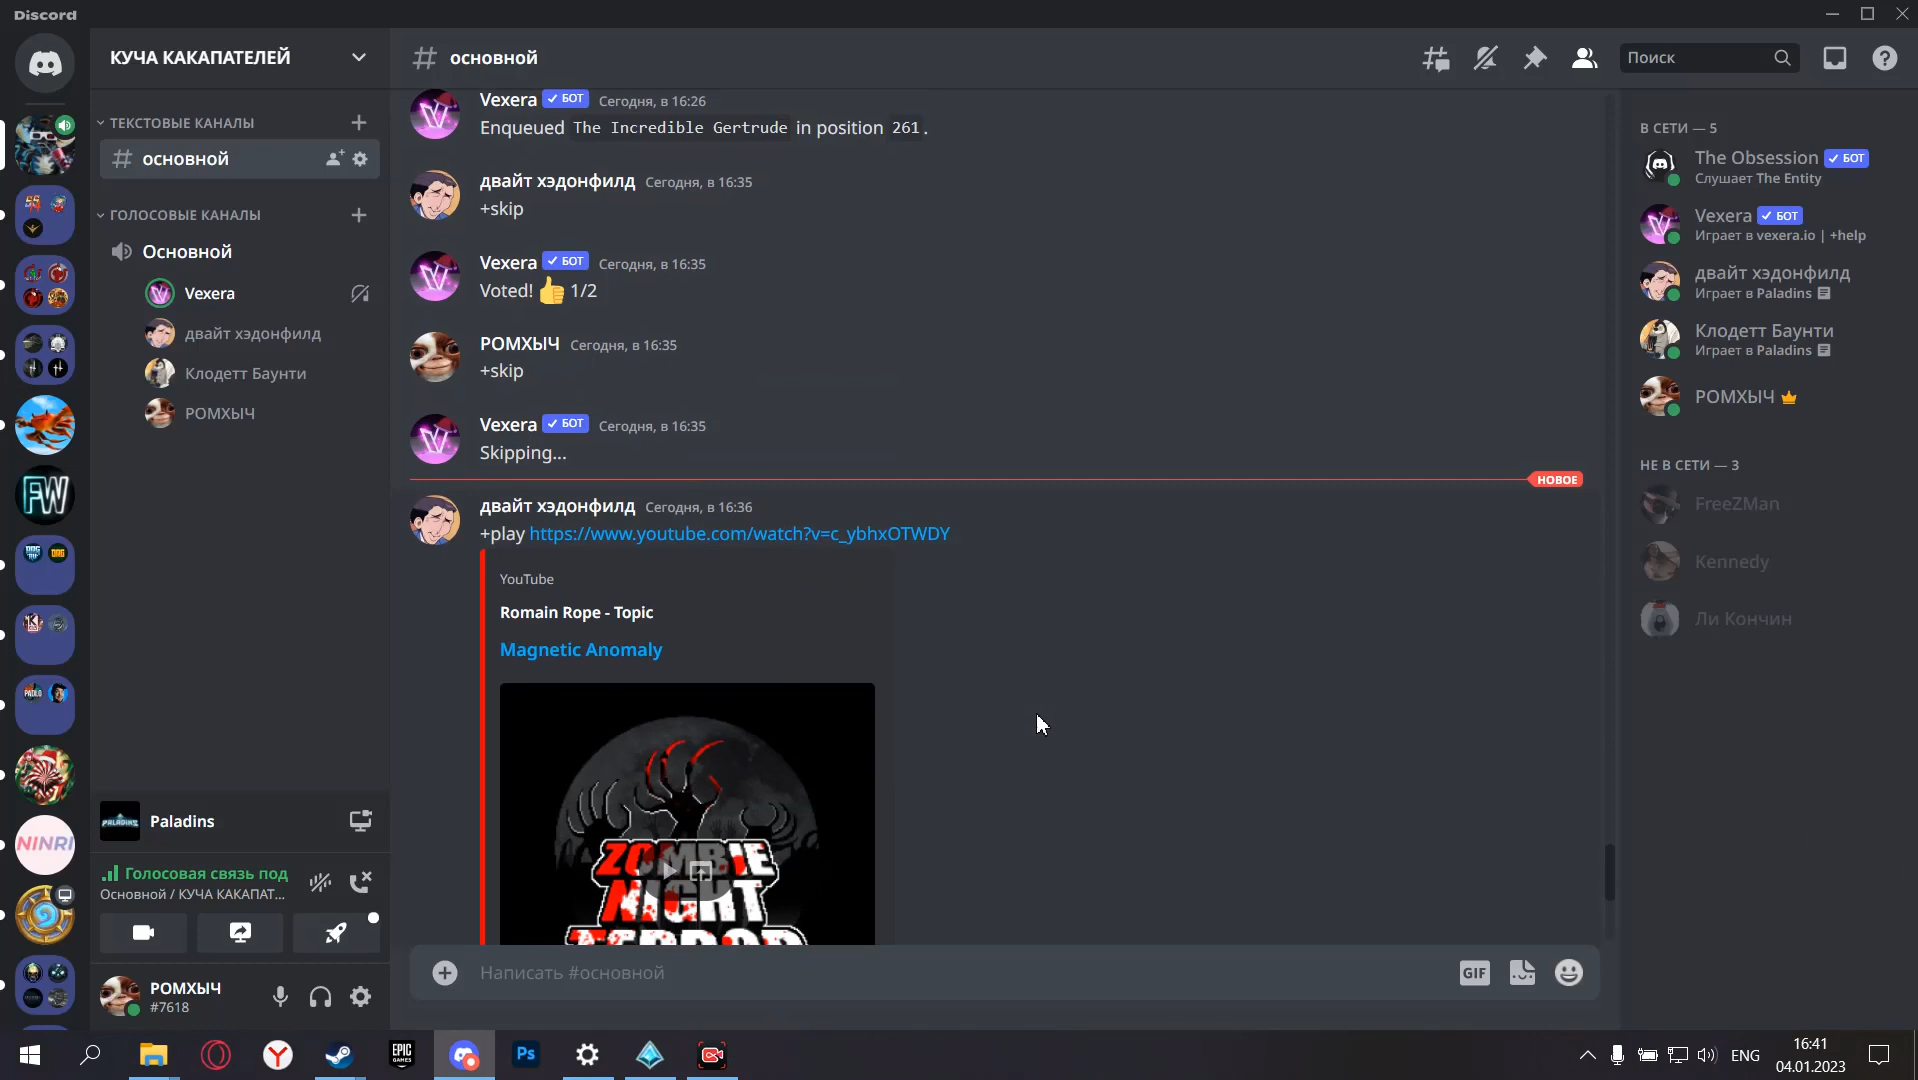 Discord
КУЧА КАКАПАТЕЛЕЙ
ТЕКСТОВЫЕ КАНАЛЫ
основной
ГОЛОСОВЫЕ КАНАЛЫ
Основной
Vexera
двайт хэдонфилд
Клодетт Баунти
РОМХЫЧ
Paladins
Голосовая связь под
Основной / КУЧА КАКАПАТ...
РОМХЫЧ
#7618
основной
Поиск
Vexera БОТ Сегодня, в 16:26
Enqueued The Incredible Gertrude in position 261.
двайт хэдонфилд Сегодня, в 16:35
+skip
Vexera БОТ Сегодня, в 16:35
Voted! 👍 1/2
РОМХЫЧ Сегодня, в 16:35
+skip
Vexera БОТ Сегодня, в 16:35
Skipping...
НОВОЕ
двайт хэдонфилд Сегодня, в 16:36
+play https://www.youtube.com/watch?v=c_ybhxOTWDY
YouTube
Romain Rope - Topic
Magnetic Anomaly
ZOMBIE
NIGHT
TERROR
Написать #основной
GIF
В СЕТИ — 5
The Obsession БОТ
Слушает The Entity
Vexera БОТ
Играет в vexera.io | +help
двайт хэдонфилд
Играет в Paladins
Клодетт Баунти
Играет в Paladins
РОМХЫЧ
НЕ В СЕТИ — 3
FreeZMan
Kennedy
Ли Кончин
FW
NINRI
PALADINS
EPIC
GAMES
Ps
ENG
16:41
04.01.2023